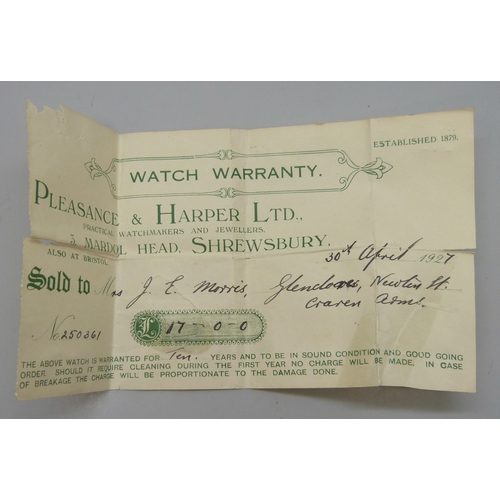 ESTABLISHED 1879.
WATCH WARRANTY.
PLEASANCE & HARPER LTD.,
PRACTICAL WATCHMAKERS AND JEWELLERS,
5 MARDOL HEAD, SHREWSBURY.
ALSO AT BRISTOL.
30th April 1927
Sold to Mrs J. E. Morris, Newton St.
Craven Arms.
No 250361
£ 17-0-0
THE ABOVE WATCH IS WARRANTED FOR Ten YEARS AND TO BE IN SOUND CONDITION AND GOOD GOING
ORDER. SHOULD IT REQUIRE CLEANING DURING THE FIRST YEAR NO CHARGE WILL BE MADE. IN CASE
OF BREAKAGE THE CHARGE WILL BE PROPORTIONATE TO THE DAMAGE DONE.